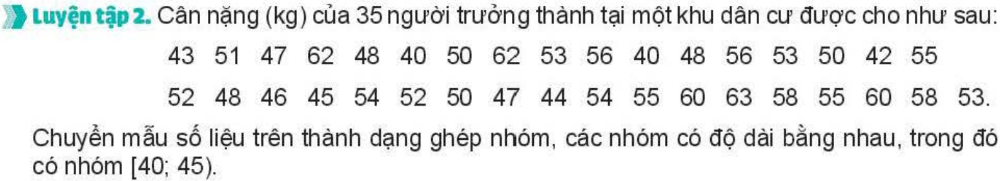 Luyện tập 2. Cân nặng (kg) của 35 người trưởng thành tại một khu dân cư được cho như sau:
43 51 47 62 48 40 50 62 53 56 40 48 56 53 50 42 55
52 48 46 45 54 52 50 47 44 54 55 60 63 58 55 60 58 53.
Chuyển mẫu số liệu trên thành dạng ghép nhóm, các nhóm có độ dài bằng nhau, trong đó
có nhóm [40; 45).